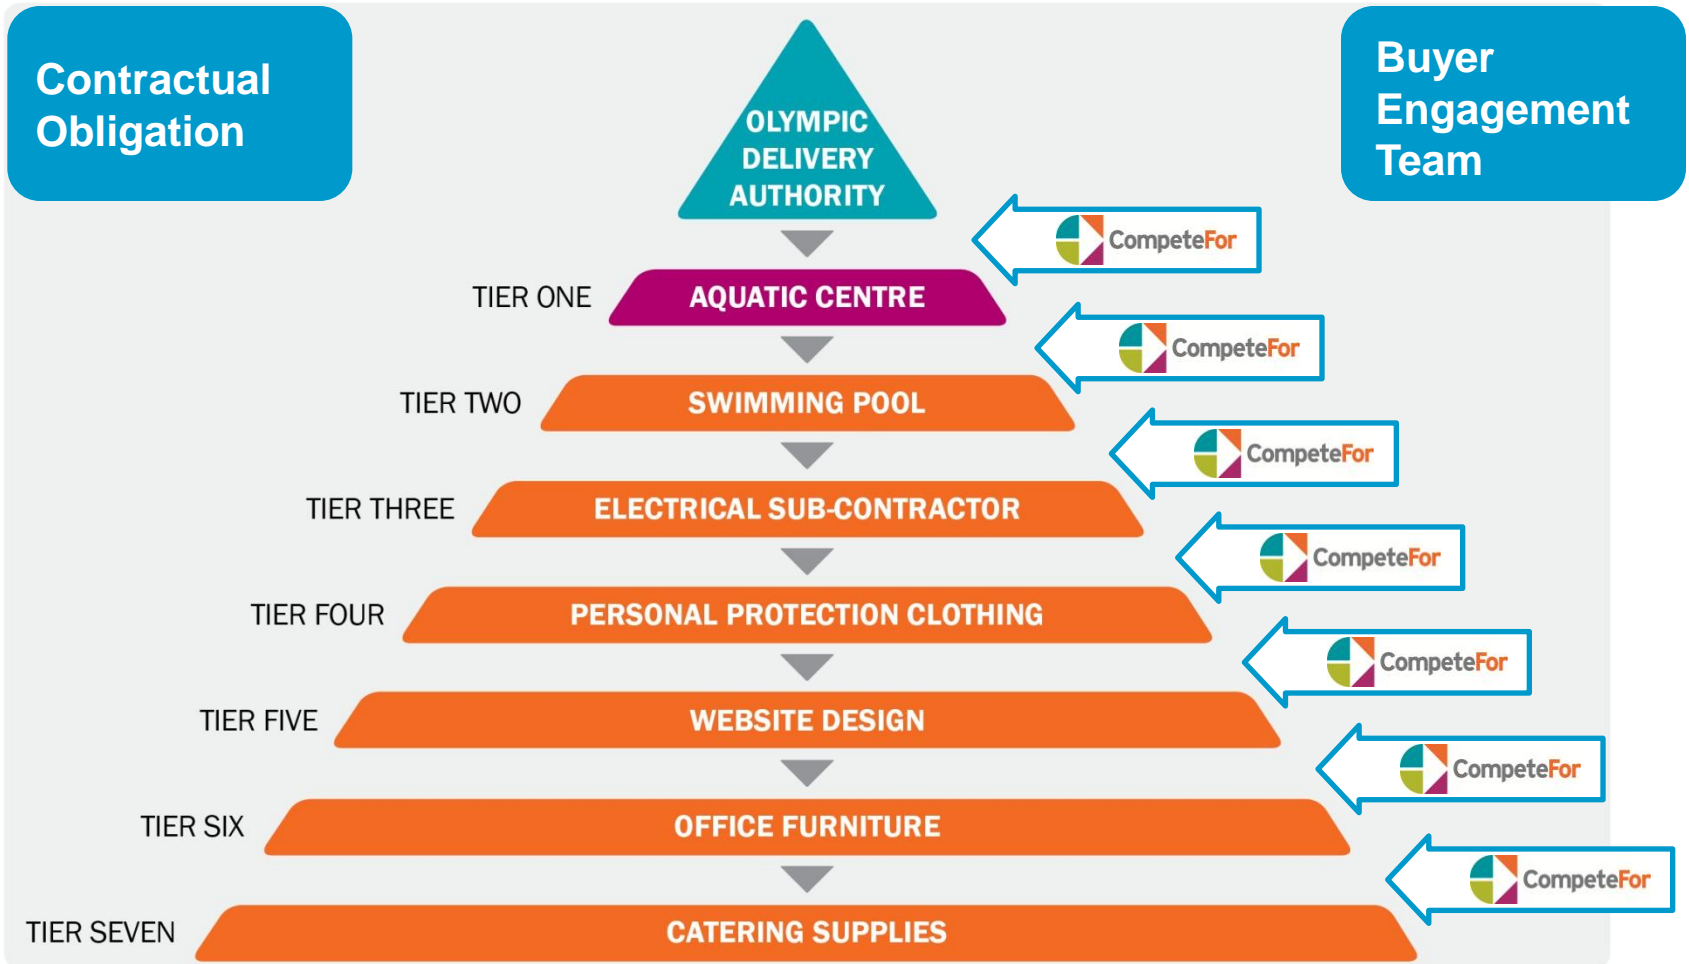 Contractual
Obligation
Buyer
Engagement
Team
OLYMPIC
DELIVERY
AUTHORITY
CompeteFor
TIER ONE
AQUATIC CENTRE
CompeteFor
TIER TWO
SWIMMING POOL
CompeteFor
TIER THREE
ELECTRICAL SUB-CONTRACTOR
CompeteFor
TIER FOUR
PERSONAL PROTECTION CLOTHING
CompeteFor
TIER FIVE
WEBSITE DESIGN
CompeteFor
TIER SIX
OFFICE FURNITURE
CompeteFor
TIER SEVEN
CATERING SUPPLIES